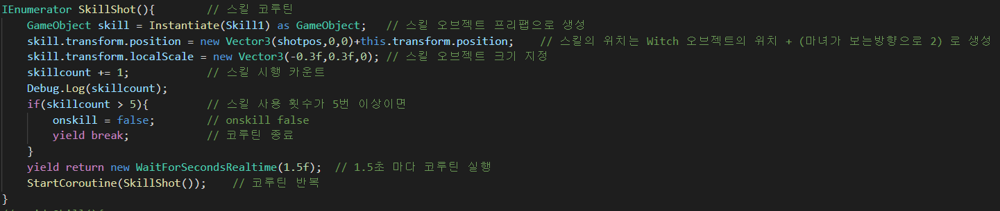 IEnumerator SkillShot(){        // 스킬 코루틴
    GameObject skill = Instantiate(Skill1) as GameObject;   // 스킬 오브젝트 프리팹으로 생성
    skill.transform.position = new Vector3(shotpos,0,0)+this.transform.position;    // 스킬의 위치는 Witch 오브젝트의 위치 + (마녀가 보는방향으로 2) 로 생성
    skill.transform.localScale = new Vector3(-0.3f,0.3f,0); // 스킬 오브젝트 크기 지정
    skillcount += 1;            // 스킬 시행 카운트
    Debug.Log(skillcount);
    if(skillcount > 5){         // 스킬 사용 횟수가 5번 이상이면
        onskill = false;        // onskill false
        yield break;            // 코루틴 종료
    }
    yield return new WaitForSecondsRealtime(1.5f);  // 1.5초 마다 코루틴 실행
    StartCoroutine(SkillShot());    // 코루틴 반복
}